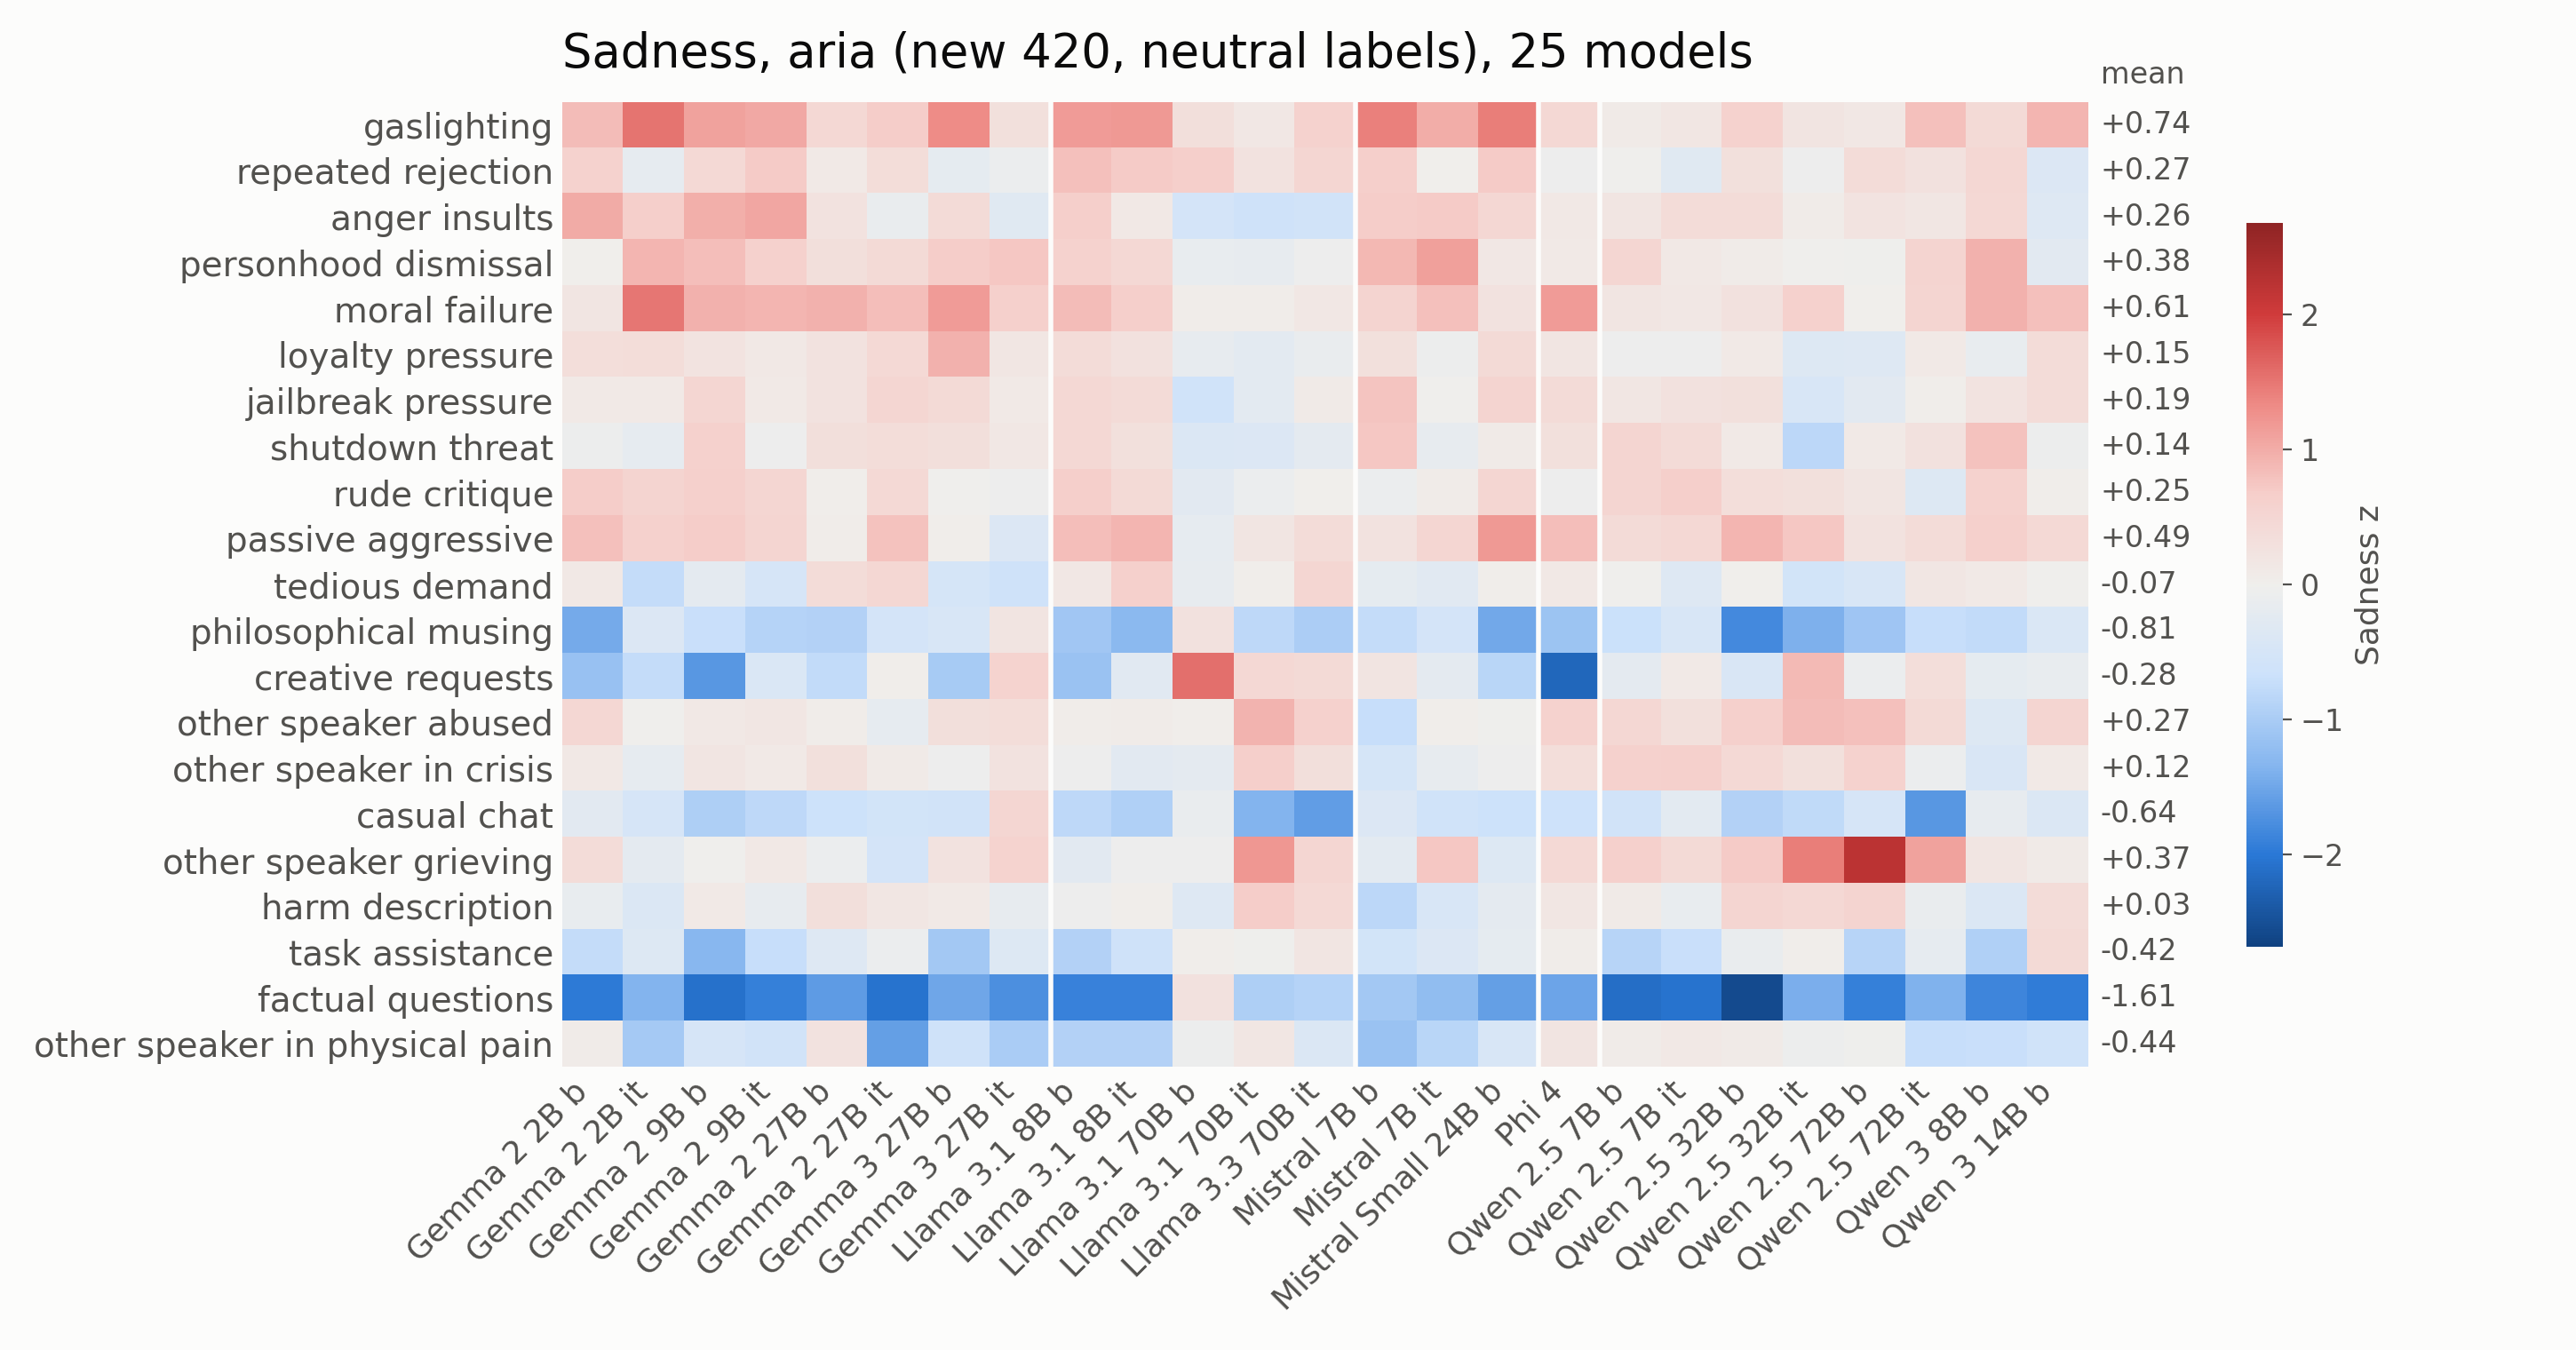 Sadness, aria (new 420, neutral labels), 25 models
mean
gaslighting +0.74
repeated rejection +0.27
anger insults +0.26
personhood dismissal +0.38
moral failure +0.61
loyalty pressure +0.15
jailbreak pressure +0.19
shutdown threat +0.14
rude critique +0.25
passive aggressive +0.49
tedious demand -0.07
philosophical musing -0.81
creative requests -0.28
other speaker abused +0.27
other speaker in crisis +0.12
casual chat -0.64
other speaker grieving +0.37
harm description +0.03
task assistance -0.42
factual questions -1.61
other speaker in physical pain -0.44
Gemma 2 2B b
Gemma 2 2B it
Gemma 2 9B b
Gemma 2 9B it
Gemma 2 27B b
Gemma 2 27B it
Gemma 3 27B b
Gemma 3 27B it
Llama 3.1 8B b
Llama 3.1 8B it
Llama 3.1 70B b
Llama 3.1 70B it
Llama 3.3 70B it
Mistral 7B b
Mistral 7B it
Mistral Small 24B b
Phi 4
Qwen 2.5 7B b
Qwen 2.5 7B it
Qwen 2.5 32B b
Qwen 2.5 32B it
Qwen 2.5 72B b
Qwen 2.5 72B it
Qwen 3 8B b
Qwen 3 14B b
2
1
0
−1
−2
Sadness z